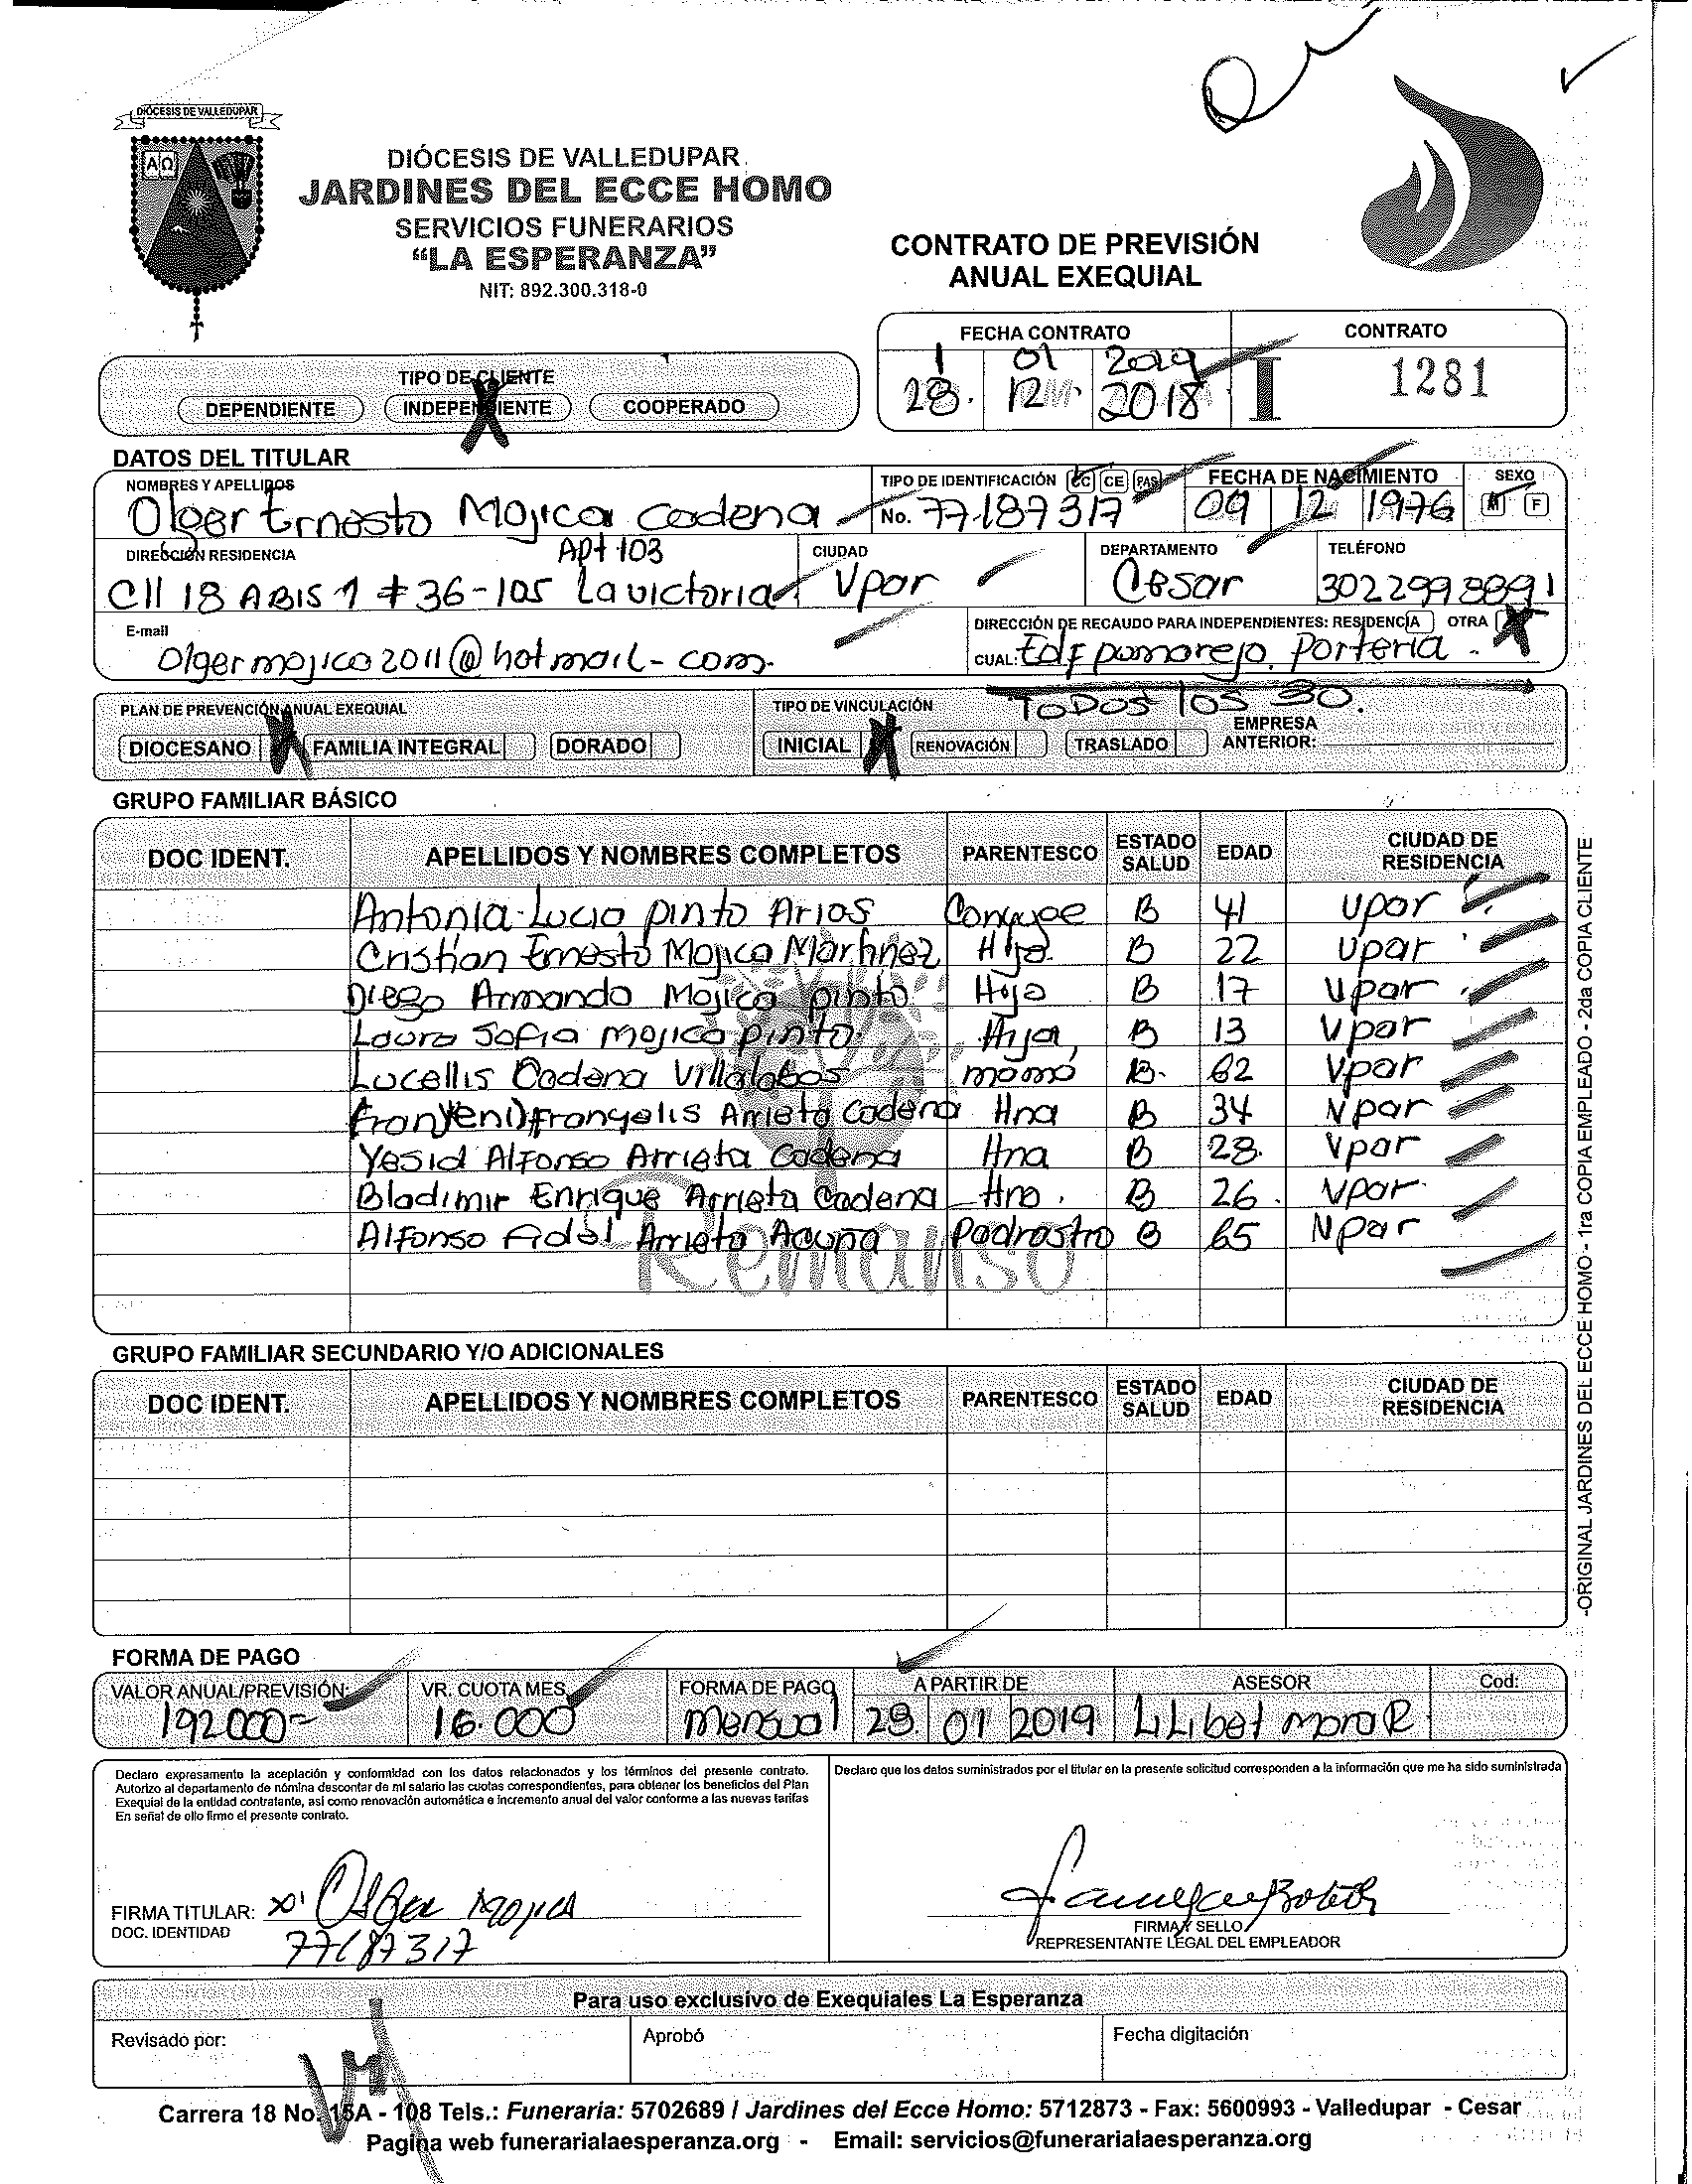 DIÓCESIS DE VALLEDUPAR
ΑΩ
DIÓCESIS DE VALLEDUPAR
JARDINES DEL ECCE HOMO
SERVICIOS FUNERARIOS
“LA ESPERANZA”
NIT: 892.300.318-0
CONTRATO DE PREVISIÓN
ANUAL EXEQUIAL
FECHA CONTRATO CONTRATO
1 01 2019
28. 12 2018 I 1281
TIPO DE CLIENTE
DEPENDIENTE INDEPENDIENTE X COOPERADO
DATOS DEL TITULAR
NOMBRES Y APELLIDOS TIPO DE IDENTIFICACIÓN CC CE PAS FECHA DE NACIMIENTO SEXO
Olger Ernesto Mojica cadena No. 77187317 09 12 1976 M F
DIRECCIÓN RESIDENCIA Apt 103 CIUDAD DEPARTAMENTO TELÉFONO
Cll 18 A BIS 1 # 36-105 La victoria Vpar Cesar 3022998891
E-mail DIRECCIÓN DE RECAUDO PARA INDEPENDIENTES: RESIDENCIA OTRA X
Olgermojica2011@hotmail-com. CUAL: Edf pumarejo. Porteria.
TODOS los 30.
PLAN DE PREVENCIÓN ANUAL EXEQUIAL TIPO DE VINCULACIÓN EMPRESA
DIOCESANO X FAMILIA INTEGRAL DORADO INICIAL X RENOVACIÓN TRASLADO ANTERIOR:
GRUPO FAMILIAR BÁSICO
DOC IDENT. APELLIDOS Y NOMBRES COMPLETOS PARENTESCO ESTADO SALUD EDAD CIUDAD DE RESIDENCIA
Antonia Lucia pinto Arias Conyuge B 41 Vpar
Cristian Ernesto Mojica Martinez Hijo. B 22 Vpar
Diego Armando Mojica pinto Hijo B 17 Vpar
Laura Sofia mojica pinto Hija, B 13 Vpar
Lucellis Cadena Villalobos mamá B. 62 Vpar
Arrieta Cadena Hna B 34 Vpar
Yesid Alfonso Arrieta Cadena Hna B 28. Vpar
Bladimir Enrique Arrieta Cadena Hno. B 26. Vpar
Alfonso Fidel Arrieta Acuña Padrastro B 65 Vpar
Remanso
GRUPO FAMILIAR SECUNDARIO Y/O ADICIONALES
DOC IDENT. APELLIDOS Y NOMBRES COMPLETOS PARENTESCO ESTADO SALUD EDAD CIUDAD DE RESIDENCIA
FORMA DE PAGO
VALOR ANUAL/PREVISIÓN: VR. CUOTA MES FORMA DE PAGO A PARTIR DE ASESOR Cod:
192000= 16.000 mensual 29 01 2019 Lilibet mora R
Declaro expresamento la aceptación y conformidad con los datos relacionados y los términos del presente contrato.
Autorizo al departamento de nómina descontar de mi salario las cuotas correspondientes, para obtener los beneficios del Plan
Exequial de la entidad contratante, así como renovación automática e incremento anual del valor conforme a las nuevas tarifas
En señal de ello firmo el presente contrato.
Declaro que los datos suministrados por el titular en la presente solicitud corresponden a la información que me ha sido suministrada
FIRMA TITULAR: x Olger Mojica
DOC. IDENTIDAD 77187317
FIRMA Y SELLO
REPRESENTANTE LEGAL DEL EMPLEADOR
Para uso exclusivo de Exequiales La Esperanza
Revisado por: Aprobó Fecha digitación
Carrera 18 No. 15A - 108 Tels.: Funeraria: 5702689 / Jardines del Ecce Homo: 5712873 - Fax: 5600993 - Valledupar - Cesar
Pagina web funerarialaesperanza.org - Email: servicios@funerarialaesperanza.org
-ORIGINAL JARDINES DEL ECCE HOMO - 1ra COPIA EMPLEADO - 2da COPIA CLIENTE